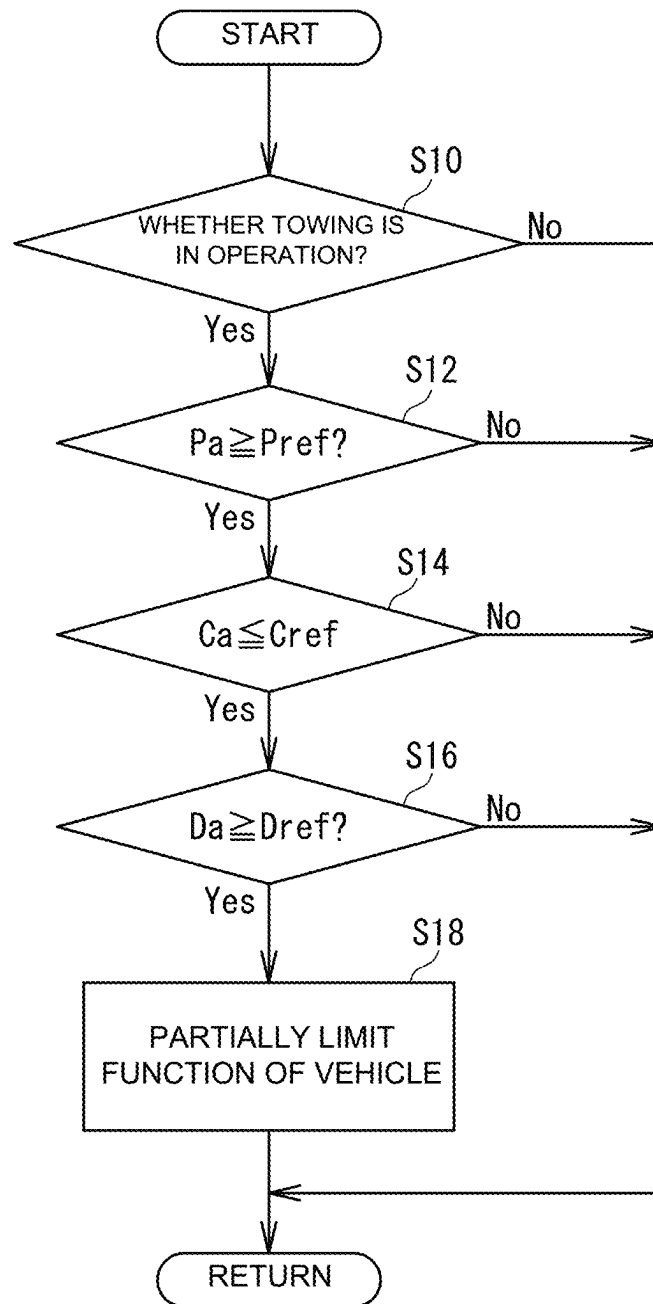 START
S10
WHETHER TOWING IS
IN OPERATION?
No
Yes
S12
Pa≧Pref?
No
Yes
S14
Ca≦Cref
No
Yes
S16
Da≧Dref?
No
Yes
S18
PARTIALLY LIMIT
FUNCTION OF VEHICLE
RETURN